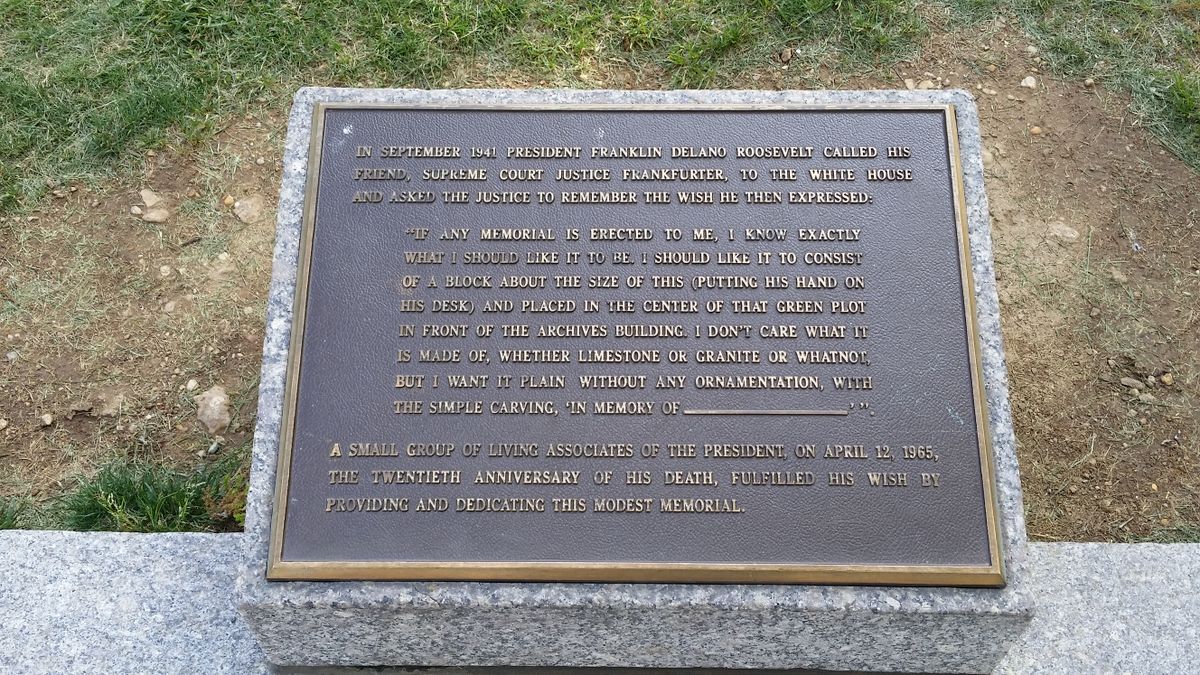 IN SEPTEMBER 1941 PRESIDENT FRANKLIN DELANO ROOSEVELT CALLED HIS
FRIEND, SUPREME COURT JUSTICE FRANKFURTER, TO THE WHITE HOUSE
AND ASKED THE JUSTICE TO REMEMBER THE WISH HE THEN EXPRESSED:
"IF ANY MEMORIAL IS ERECTED TO ME, I KNOW EXACTLY
WHAT I SHOULD LIKE IT TO BE. I SHOULD LIKE IT TO CONSIST
OF A BLOCK ABOUT THE SIZE OF THIS (PUTTING HIS HAND ON
HIS DESK) AND PLACED IN THE CENTER OF THAT GREEN PLOT
IN FRONT OF THE ARCHIVES BUILDING. I DON'T CARE WHAT IT
IS MADE OF, WHETHER LIMESTONE OR GRANITE OR WHATNOT,
BUT I WANT IT PLAIN WITHOUT ANY ORNAMENTATION, WITH
THE SIMPLE CARVING, 'IN MEMORY OF ____________' ".
A SMALL GROUP OF LIVING ASSOCIATES OF THE PRESIDENT, ON APRIL 12, 1965,
THE TWENTIETH ANNIVERSARY OF HIS DEATH, FULFILLED HIS WISH BY
PROVIDING AND DEDICATING THIS MODEST MEMORIAL.